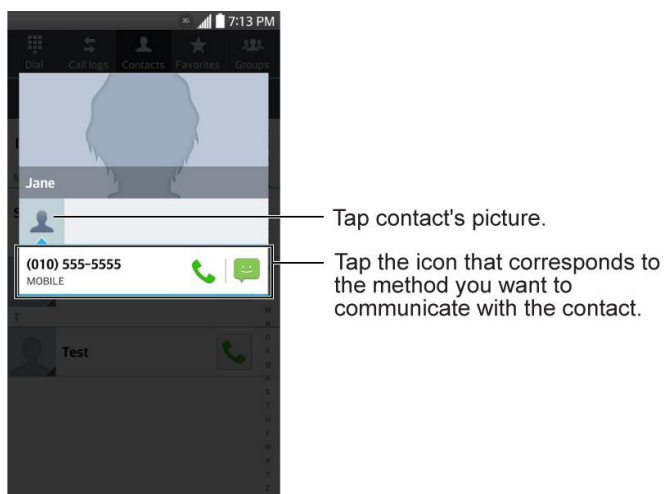 3G 7:13 PM
Dial Call logs Contacts Favorites Groups
Jane
Tap contact's picture.
(010) 555-5555
MOBILE
Tap the icon that corresponds to
the method you want to
communicate with the contact.
T
Test
M
N
O
P
Q
R
S
T
U
V
W
X
Y
Z